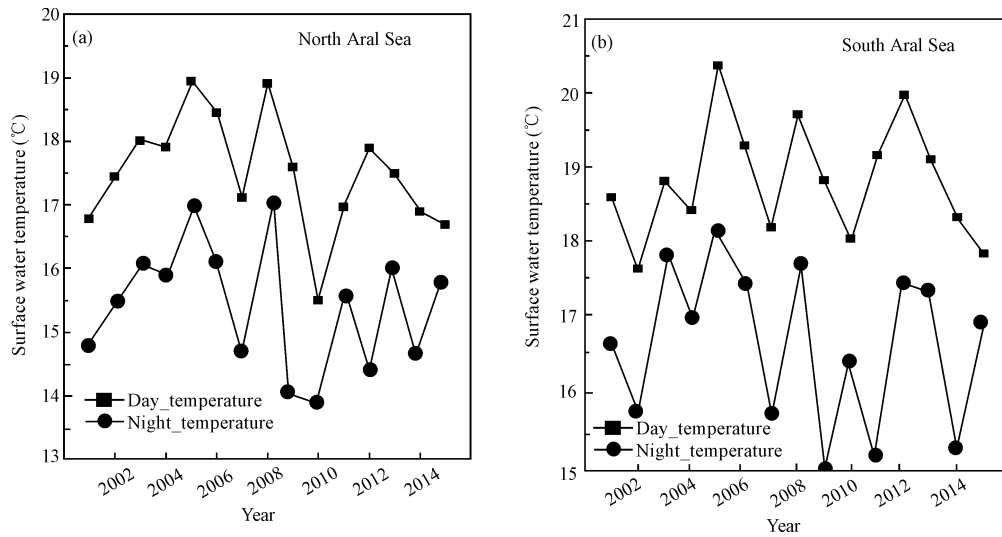 (a)
North Aral Sea
Surface water temperature (℃)
20
19
18
17
16
15
14
13
Day_temperature
Night_temperature
2002
2004
2006
2008
2010
2012
2014
Year
(b)
South Aral Sea
Surface water temperature (℃)
21
20
19
18
17
16
15
Day_temperature
Night_temperature
2002
2004
2006
2008
2010
2012
2014
Year